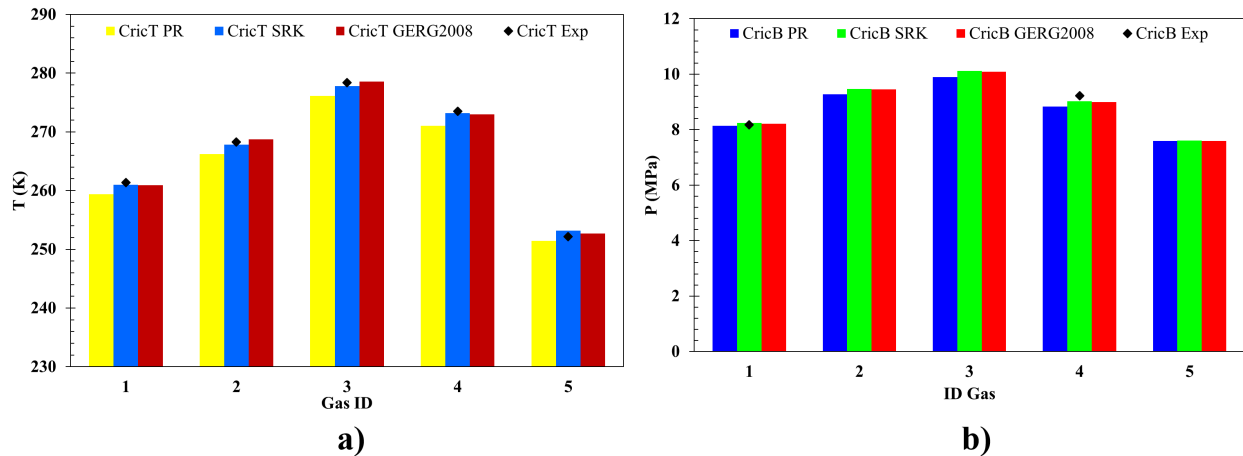 290
CricT PR CricT SRK CricT GERG2008 CricT Exp
280
270
260
250
240
230
T (K)
1 2 3 4 5
Gas ID
a)
12
CricB PR CricB SRK CricB GERG2008 CricB Exp
10
8
6
4
2
0
P (MPa)
1 2 3 4 5
ID Gas
b)